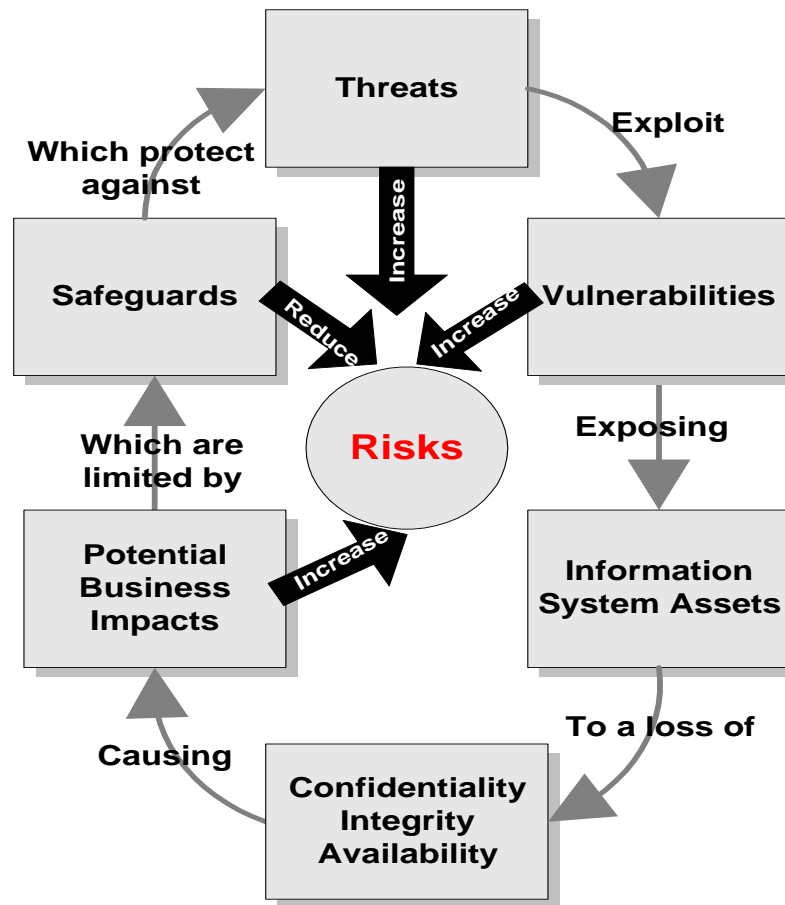 Threats
Exploit
Which protect
against
Increase
Safeguards
Reduce
Increase
Vulnerabilities
Risks
Which are
limited by
Exposing
Potential
Business
Impacts
Increase
Information
System Assets
Causing
To a loss of
Confidentiality
Integrity
Availability